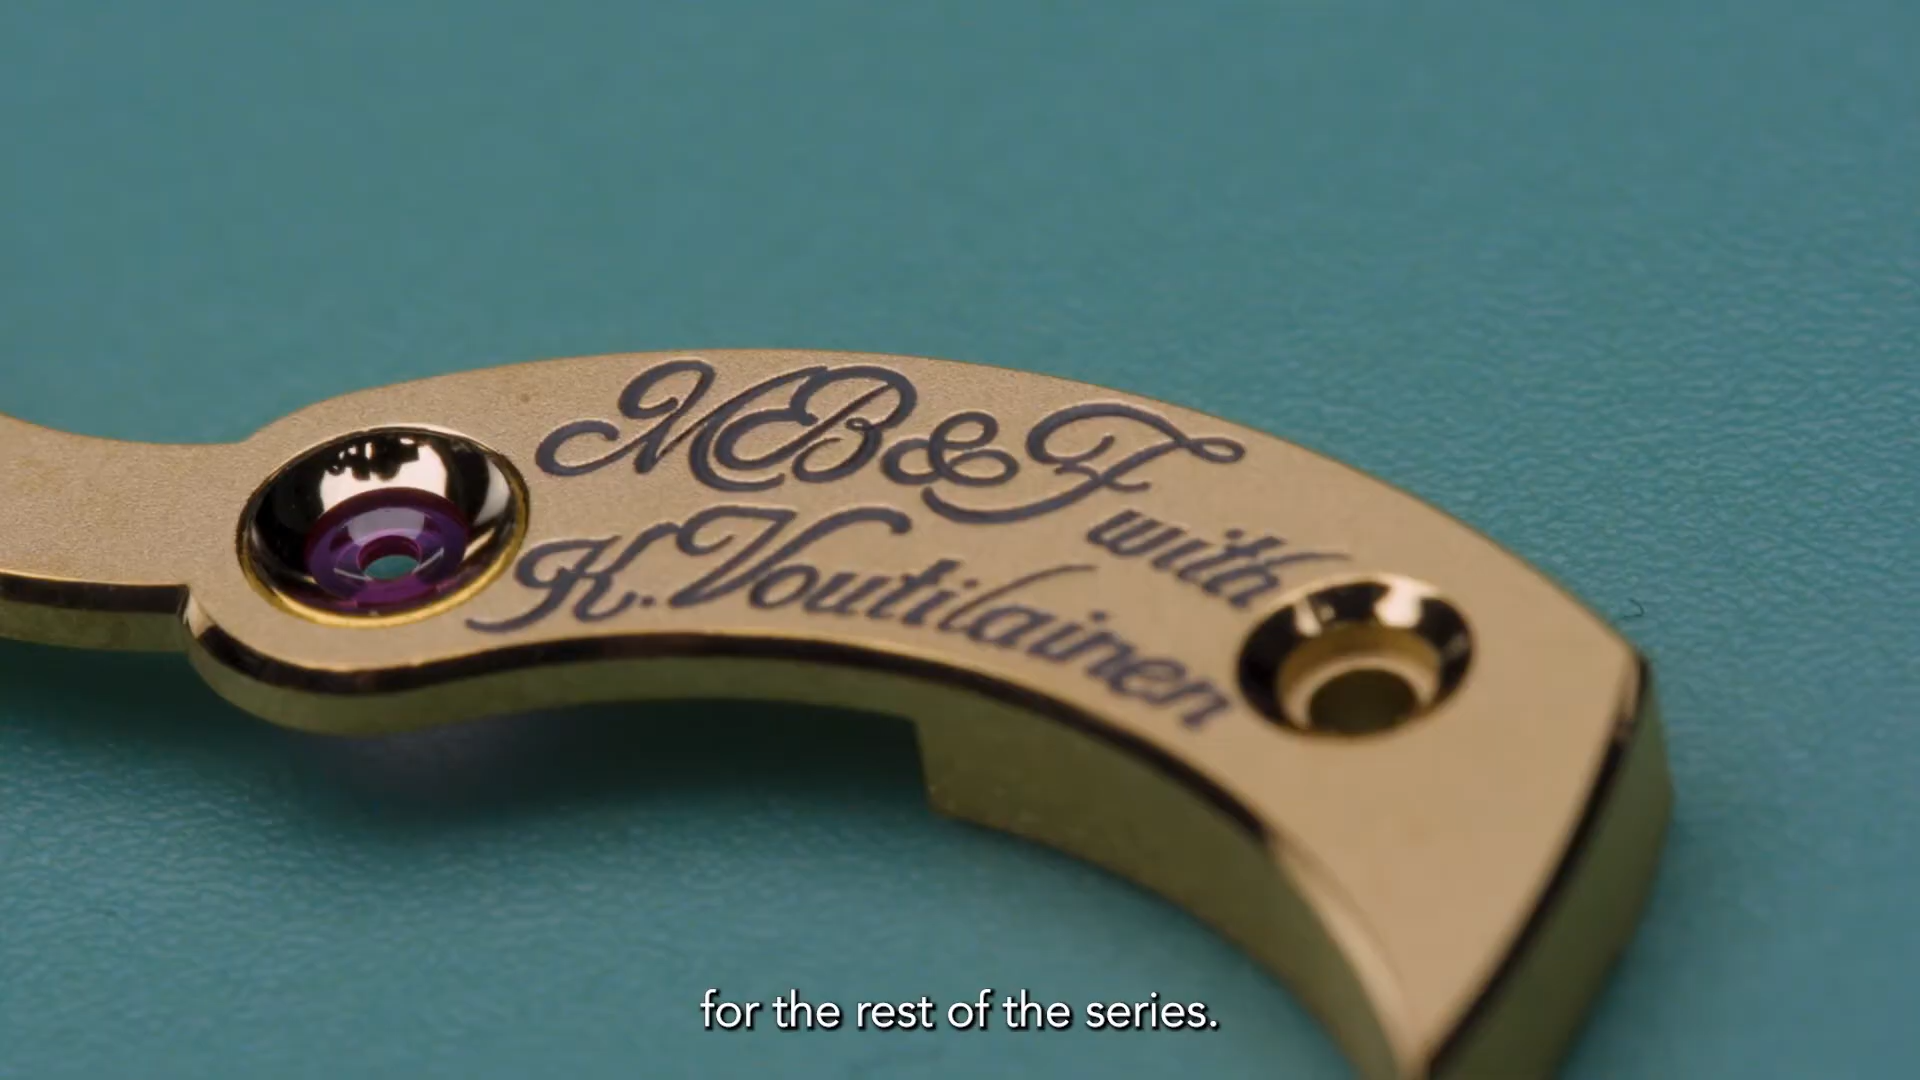 MB&F with
K. Voutilainen
for the rest of the series.